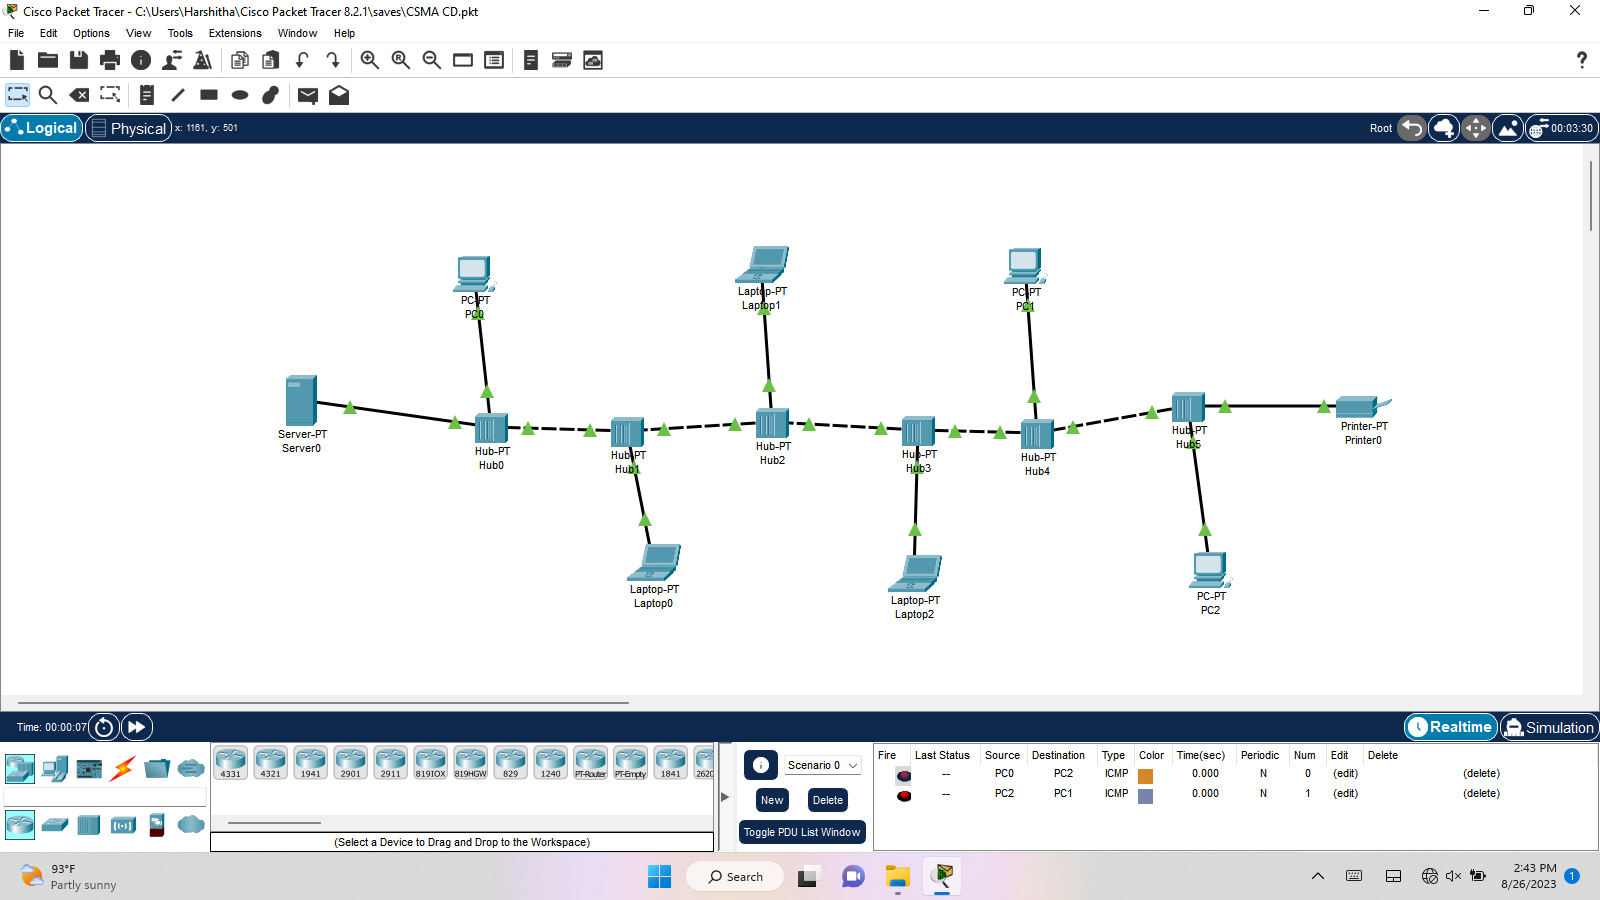 Cisco Packet Tracer - C:\Users\Harshitha\Cisco Packet Tracer 8.2.1\saves\CSMA CD.pkt
File Edit Options View Tools Extensions Window Help
Logical Physical x: 1161, y: 501 Root 00:03:30
PC-PT
PC0
Laptop-PT
Laptop1
PC-PT
PC1
Server-PT
Server0
Hub-PT
Hub0
Hub-PT
Hub1
Hub-PT
Hub2
Hub-PT
Hub3
Hub-PT
Hub4
Hub-PT
Hub5
Printer-PT
Printer0
Laptop-PT
Laptop0
Laptop-PT
Laptop2
PC-PT
PC2
Time: 00:00:07 Realtime Simulation
4331 4321 1941 2901 2911 819IOX 819HGW 829 1240 PT-Router PT-Empty 1841 2620
(Select a Device to Drag and Drop to the Workspace)
Scenario 0
New Delete
Toggle PDU List Window
Fire Last Status Source Destination Type Color Time(sec) Periodic Num Edit Delete
-- PC0 PC2 ICMP 0.000 N 0 (edit) (delete)
-- PC2 PC1 ICMP 0.000 N 1 (edit) (delete)
93°F
Partly sunny
Search
2:43 PM
8/26/2023
1